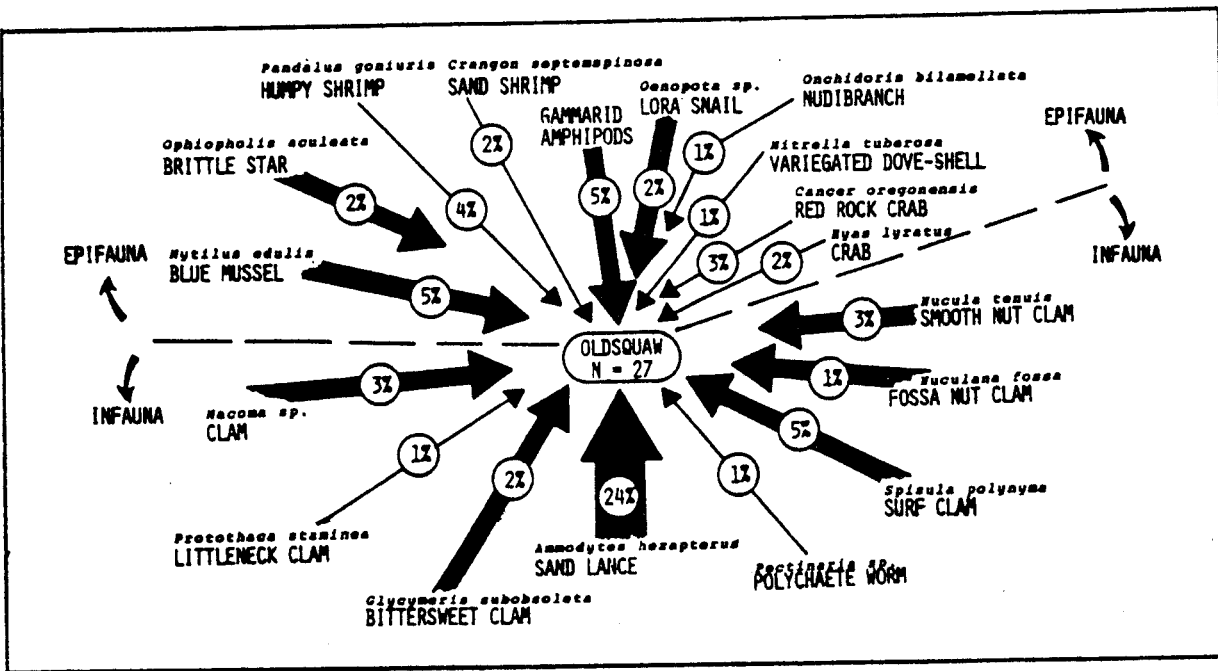 Pandalus goniuris
HUMPY SHRIMP
4%
Crangon septemspinosa
SAND SHRIMP
2%
GAMMARID
AMPHIPODS
5%
Oenopota sp.
LORA SNAIL
2%
Onchidoris bilamellata
NUDIBRANCH
1%
Mitrella tuberosa
VARIEGATED DOVE-SHELL
1%
Cancer oregonensis
RED ROCK CRAB
3%
Hyas lyratus
CRAB
2%
EPIFAUNA
INFAUNA
Ophiopholis aculeata
BRITTLE STAR
2%
EPIFAUNA
Mytilus edulis
BLUE MUSSEL
5%
OLDSQUAW
N = 27
Nucula tenuis
SMOOTH NUT CLAM
3%
Nuculana fossa
FOSSA NUT CLAM
1%
INFAUNA
Macoma sp.
CLAM
3%
Spisula polynyma
SURF CLAM
5%
Protothaca staminea
LITTLENECK CLAM
1%
Glycymeris subobsoleta
BITTERSWEET CLAM
2%
Ammodytes hexapterus
SAND LANCE
24%
Pectinaria sp.
POLYCHAETE WORM
1%